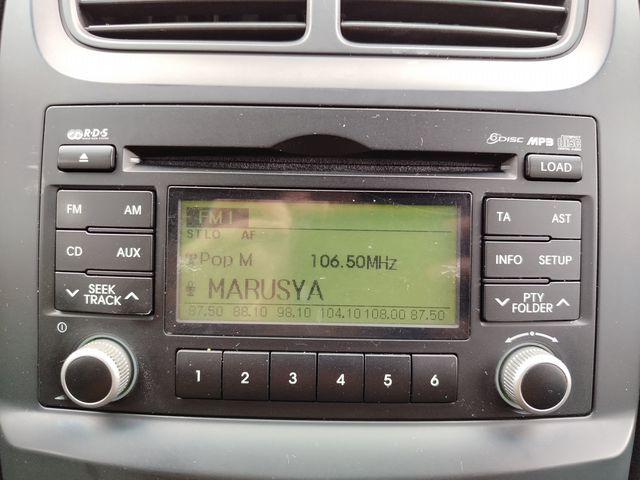 R·D·S
6DISC MP3 disc
LOAD
FM AM
CD AUX
SEEK
TRACK
FM1
ST LO AF
Pop M 106.50MHz
MARUSYA
87.50 88.10 98.10 104.10 108.00 87.50
TA AST
INFO SETUP
PTY
FOLDER
1 2 3 4 5 6